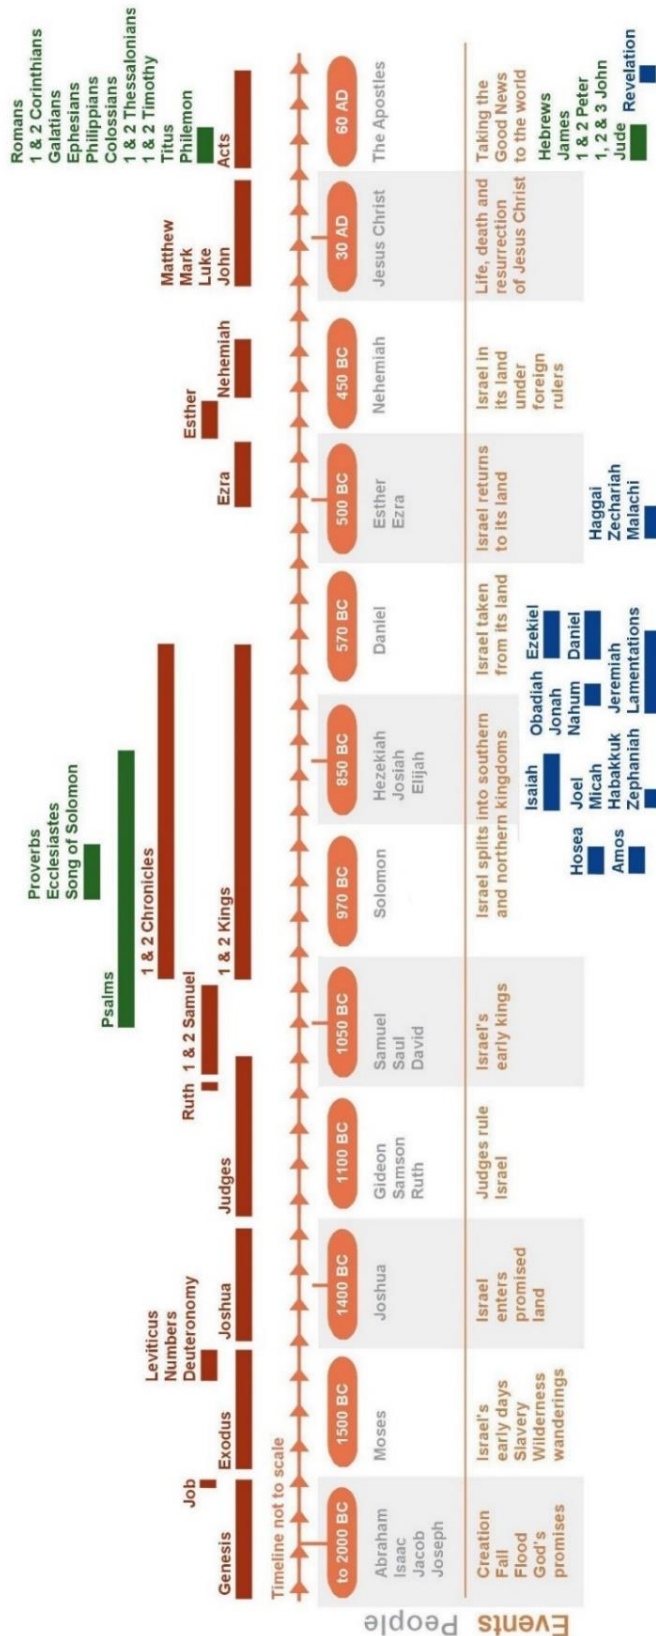 Romans
1 & 2 Corinthians
Galatians
Ephesians
Philippians
Colossians
1 & 2 Thessalonians
1 & 2 Timothy
Titus
Philemon
Proverbs
Ecclesiastes
Song of Solomon
Psalms
1 & 2 Chronicles
Leviticus
Numbers
Deuteronomy
Matthew
Mark
Luke
John
Job
Ruth
1 & 2 Samuel
Esther
Genesis
Exodus
Joshua
Judges
1 & 2 Kings
Ezra
Nehemiah
Acts
Timeline not to scale
to 2000 BC
1500 BC
1400 BC
1100 BC
1050 BC
970 BC
850 BC
570 BC
500 BC
450 BC
30 AD
60 AD
People
Abraham
Isaac
Jacob
Joseph
Moses
Joshua
Gideon
Samson
Ruth
Samuel
Saul
David
Solomon
Hezekiah
Josiah
Elijah
Daniel
Esther
Ezra
Nehemiah
Jesus Christ
The Apostles
Events
Creation
Fall
Flood
God's
promises
Israel's
early days
Slavery
Wilderness
wanderings
Israel
enters
promised
land
Judges rule
Israel
Israel's
early kings
Israel splits into southern
and northern kingdoms
Israel taken
from its land
Israel returns
to its land
Israel in
its land
under
foreign
rulers
Life, death and
resurrection
of Jesus Christ
Taking the
Good News
to the world
Hosea
Amos
Isaiah
Joel
Micah
Habakkuk
Zephaniah
Obadiah
Jonah
Nahum
Ezekiel
Daniel
Jeremiah
Lamentations
Haggai
Zechariah
Malachi
Hebrews
James
1 & 2 Peter
1, 2 & 3 John
Jude
Revelation